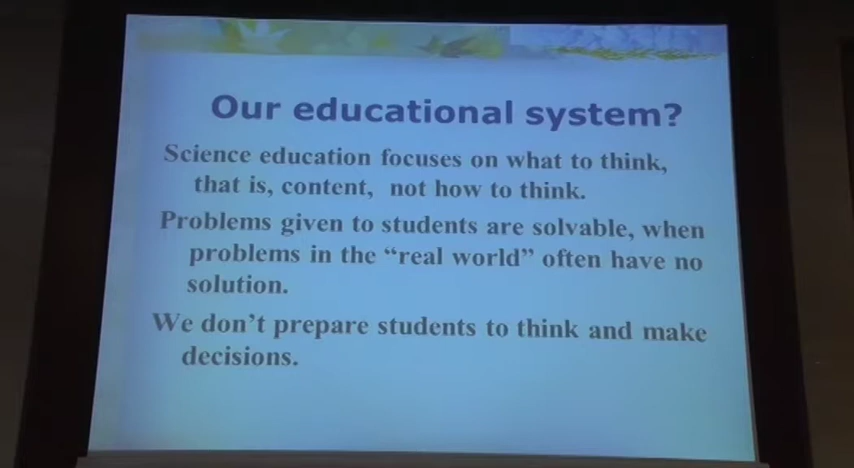 Our educational system?
Science education focuses on what to think,
that is, content, not how to think.
Problems given to students are solvable, when
problems in the “real world” often have no
solution.
We don’t prepare students to think and make
decisions.